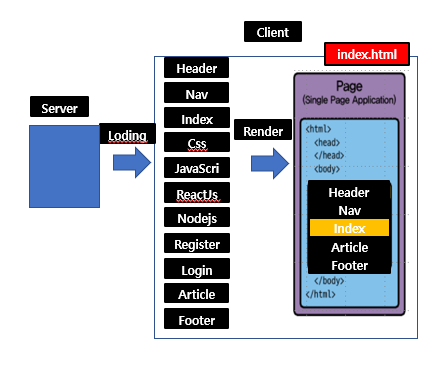 Client
index.html
Server
Loding
Header
Nav
Index
Css
JavaScri
ReactJs
Nodejs
Register
Login
Article
Footer
Render
Page
(Single Page Application)
<html>
<head>
</head>
<body>
Header
Nav
Index
Article
Footer
</body>
</html>